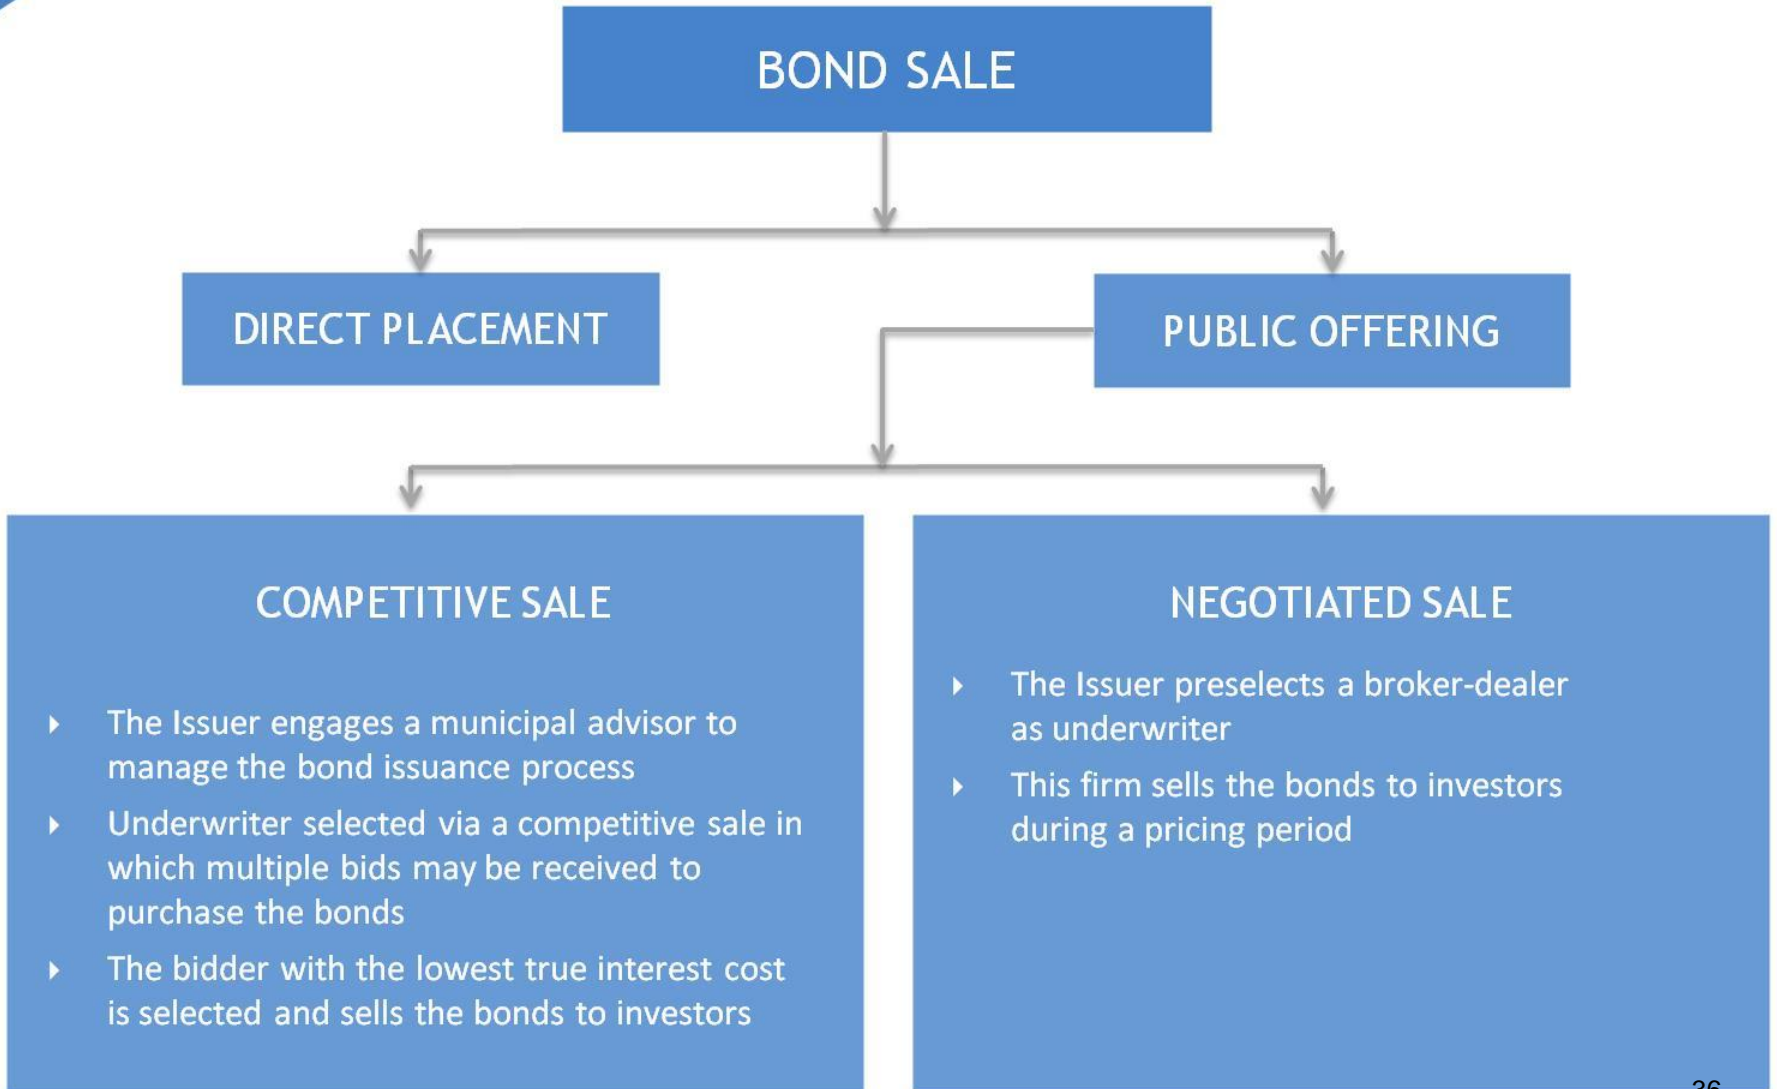 BOND SALE
DIRECT PLACEMENT
PUBLIC OFFERING
COMPETITIVE SALE
The Issuer engages a municipal advisor to
manage the bond issuance process
Underwriter selected via a competitive sale in
which multiple bids may be received to
purchase the bonds
The bidder with the lowest true interest cost
is selected and sells the bonds to investors
NEGOTIATED SALE
The Issuer preselects a broker-dealer
as underwriter
This firm sells the bonds to investors
during a pricing period
36